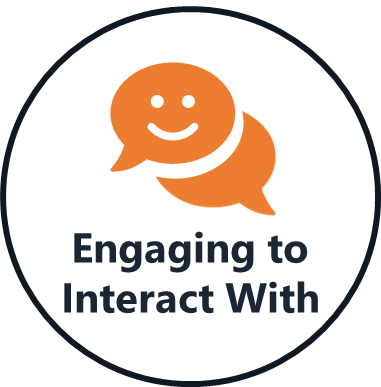 Engaging to
Interact With